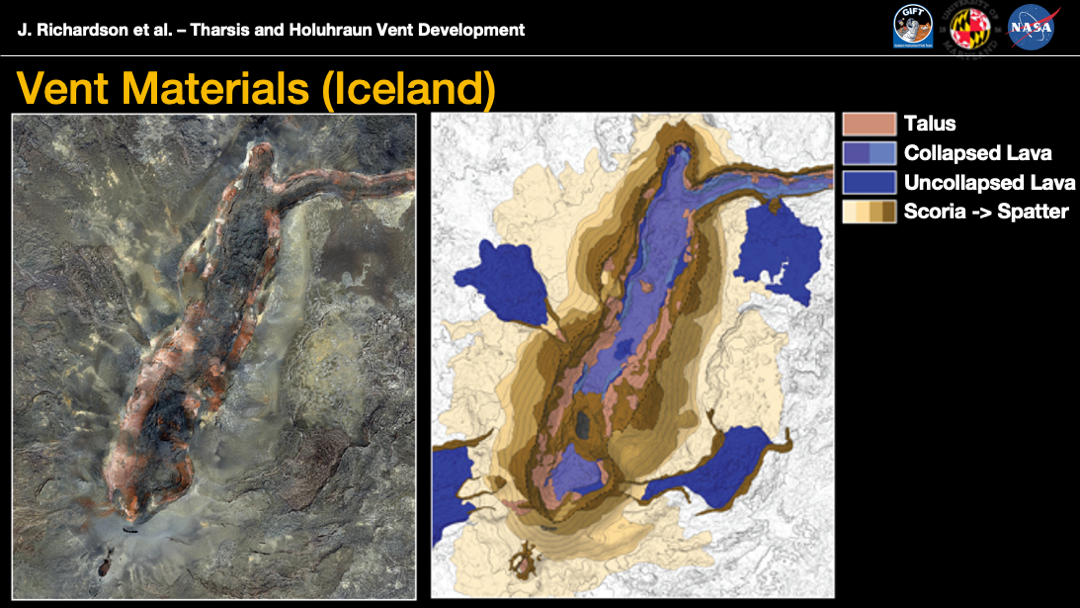 J. Richardson et al. – Tharsis and Holuhraun Vent Development
GIFT
UNIVERSITY OF
MARYLAND
NASA
Vent Materials (Iceland)
Talus
Collapsed Lava
Uncollapsed Lava
Scoria -> Spatter